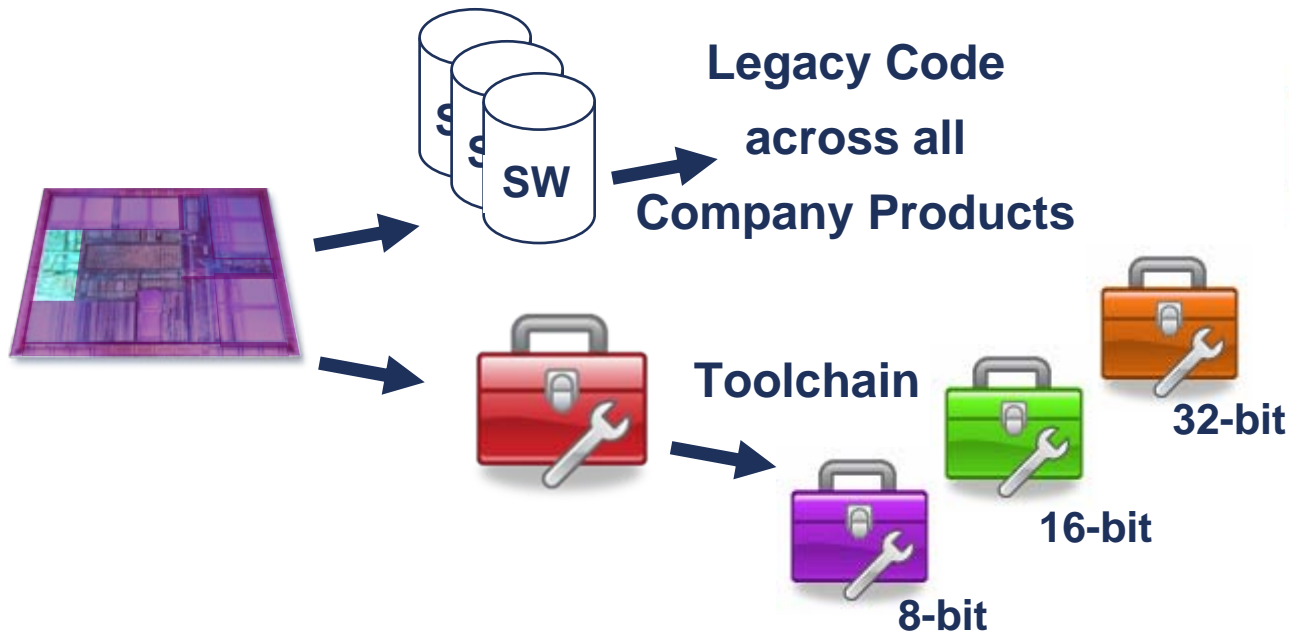 Legacy Code
across all
Company Products
S
S
SW
Toolchain
32-bit
16-bit
8-bit